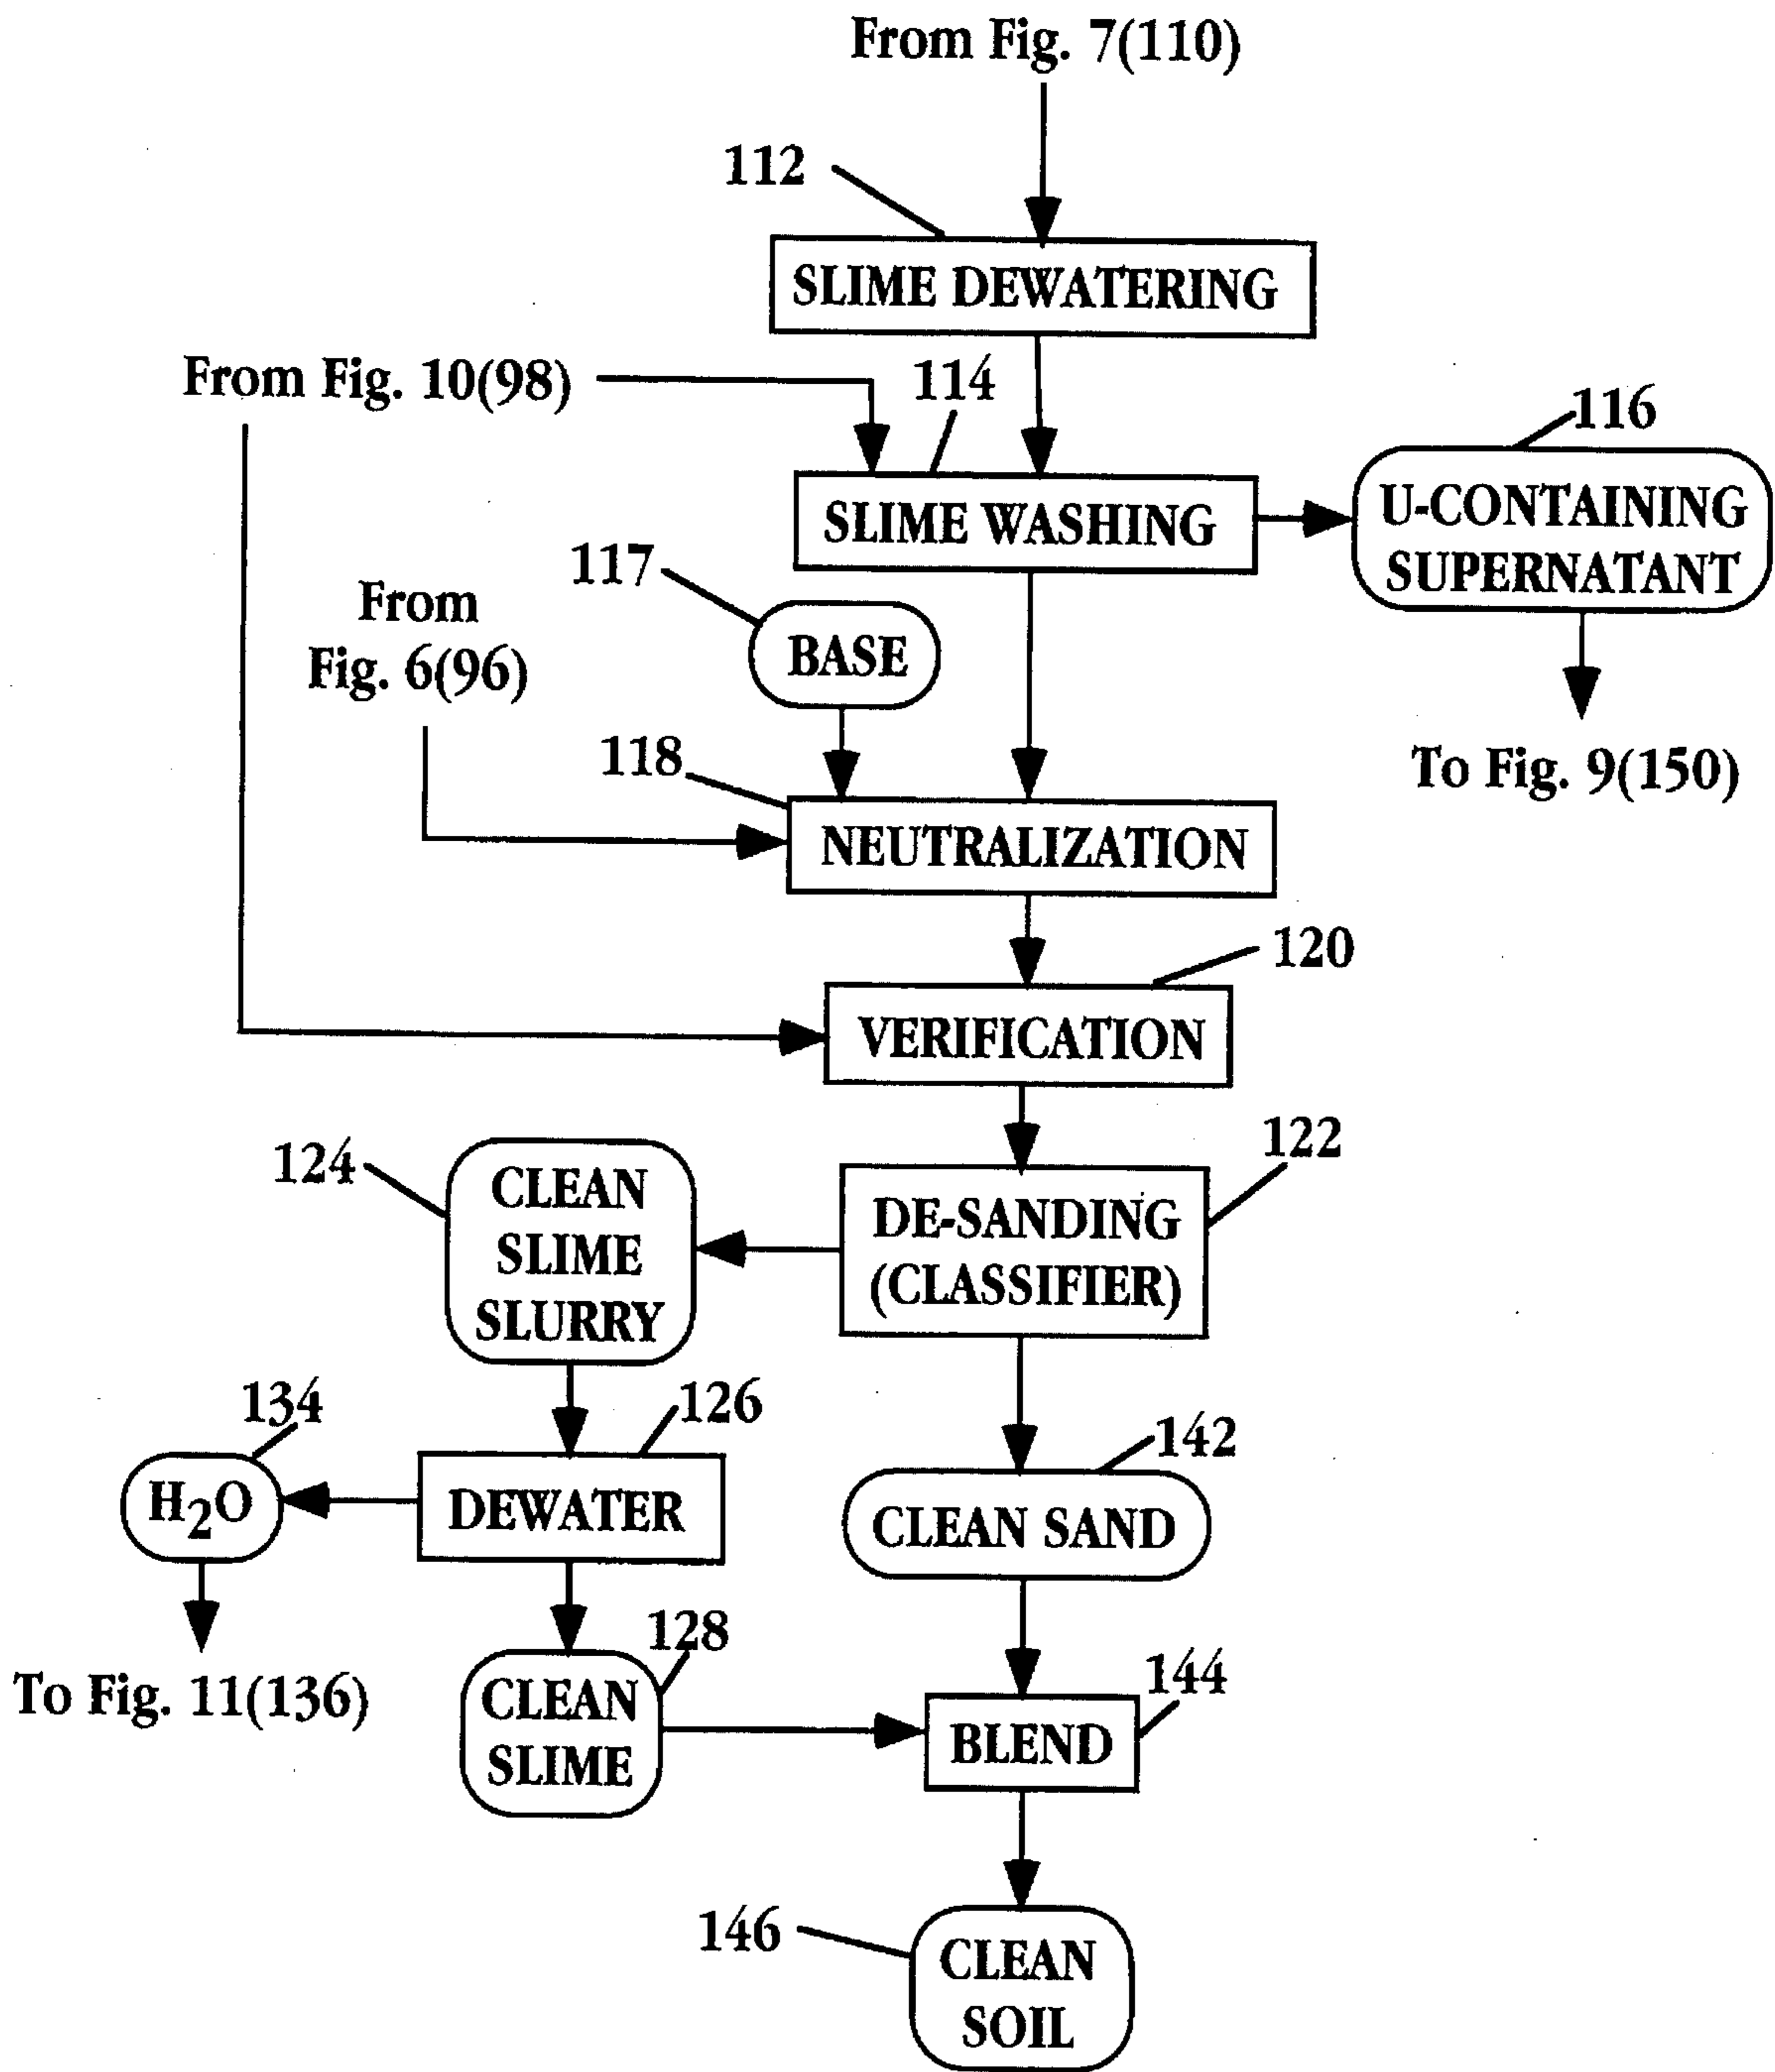 From Fig. 7(110)
112
SLIME DEWATERING
From Fig. 10(98)
114
116
SLIME WASHING
U-CONTAINING
SUPERNATANT
117
From
Fig. 6(96)
BASE
118
To Fig. 9(150)
NEUTRALIZATION
120
VERIFICATION
124
CLEAN
SLIME
SLURRY
122
DE-SANDING
(CLASSIFIER)
134
126
142
H2O
DEWATER
CLEAN SAND
128
To Fig. 11(136)
CLEAN
SLIME
144
BLEND
146
CLEAN
SOIL